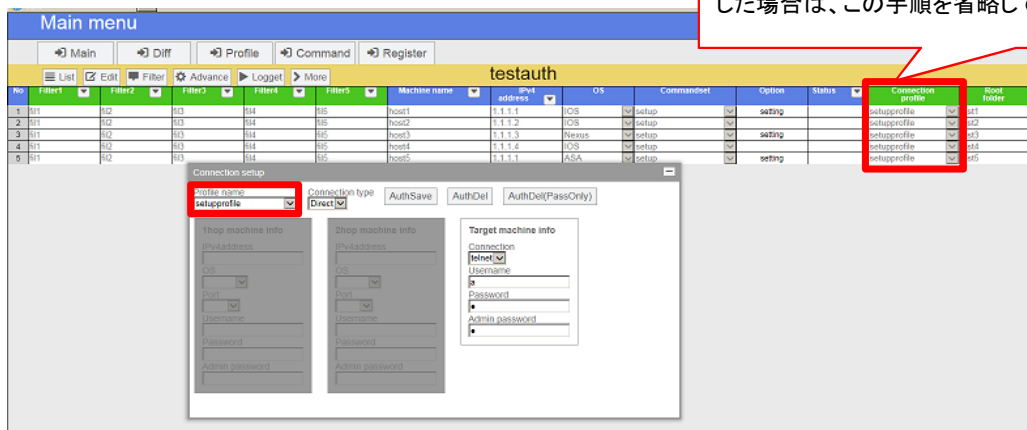 した場合は、この手順を省略して
Main menu
Main Diff Profile Command Register
List Edit Filter Advance Logget More testauth
No Filter1 Filter2 Filter3 Filter4 Filter5 Machine name IPv4 address OS Commandset Option Status Connection profile Root folder
1 fil1 fil2 fil3 fil4 fil5 host1 1.1.1.1 IOS setup setting setupprofile st1
2 fil1 fil2 fil3 fil4 fil5 host2 1.1.1.2 IOS setup setupprofile st2
3 fil1 fil2 fil3 fil4 fil5 host3 1.1.1.3 Nexus setup setting setupprofile st3
4 fil1 fil2 fil3 fil4 fil5 host4 1.1.1.4 IOS setup setupprofile st4
5 fil1 fil2 fil3 fil4 fil5 host5 1.1.1.1 ASA setup setting setupprofile st5
Connection setup
Profile name Connection type
setupprofile Direct AuthSave AuthDel AuthDel(PassOnly)
1hop machine info
IPv4address
OS
Port
Username
Password
Admin password
2hop machine info
IPv4address
OS
Port
Username
Password
Admin password
Target machine info
Connection
telnet
Username
a
Password
●
Admin password
●